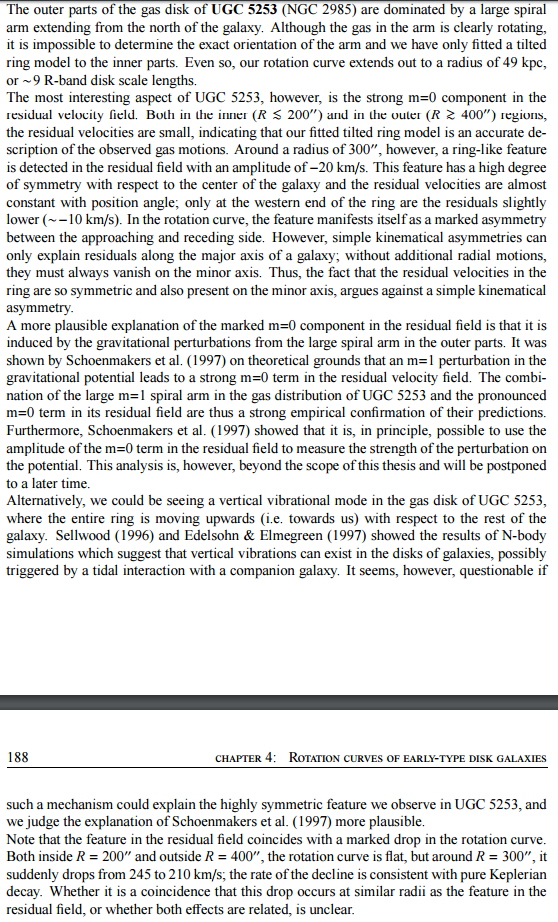 The outer parts of the gas disk of UGC 5253 (NGC 2985) are dominated by a large spiral
arm extending from the north of the galaxy. Although the gas in the arm is clearly rotating,
it is impossible to determine the exact orientation of the arm and we have only fitted a tilted
ring model to the inner parts. Even so, our rotation curve extends out to a radius of 49 kpc,
or ~9 R-band disk scale lengths.
The most interesting aspect of UGC 5253, however, is the strong m=0 component in the
residual velocity field. Both in the inner (R ≲ 200″) and in the outer (R ≳ 400″) regions,
the residual velocities are small, indicating that our fitted tilted ring model is an accurate de-
scription of the observed gas motions. Around a radius of 300″, however, a ring-like feature
is detected in the residual field with an amplitude of −20 km/s. This feature has a high degree
of symmetry with respect to the center of the galaxy and the residual velocities are almost
constant with position angle; only at the western end of the ring are the residuals slightly
lower (~−10 km/s). In the rotation curve, the feature manifests itself as a marked asymmetry
between the approaching and receding side. However, simple kinematical asymmetries can
only explain residuals along the major axis of a galaxy; without additional radial motions,
they must always vanish on the minor axis. Thus, the fact that the residual velocities in the
ring are so symmetric and also present on the minor axis, argues against a simple kinematical
asymmetry.
A more plausible explanation of the marked m=0 component in the residual field is that it is
induced by the gravitational perturbations from the large spiral arm in the outer parts. It was
shown by Schoenmakers et al. (1997) on theoretical grounds that an m=1 perturbation in the
gravitational potential leads to a strong m=0 term in the residual velocity field. The combi-
nation of the large m=1 spiral arm in the gas distribution of UGC 5253 and the pronounced
m=0 term in its residual field are thus a strong empirical confirmation of their predictions.
Furthermore, Schoenmakers et al. (1997) showed that it is, in principle, possible to use the
amplitude of the m=0 term in the residual field to measure the strength of the perturbation on
the potential. This analysis is, however, beyond the scope of this thesis and will be postponed
to a later time.
Alternatively, we could be seeing a vertical vibrational mode in the gas disk of UGC 5253,
where the entire ring is moving upwards (i.e. towards us) with respect to the rest of the
galaxy. Sellwood (1996) and Edelsohn & Elmegreen (1997) showed the results of N-body
simulations which suggest that vertical vibrations can exist in the disks of galaxies, possibly
triggered by a tidal interaction with a companion galaxy. It seems, however, questionable if
188 CHAPTER 4: ROTATION CURVES OF EARLY-TYPE DISK GALAXIES
such a mechanism could explain the highly symmetric feature we observe in UGC 5253, and
we judge the explanation of Schoenmakers et al. (1997) more plausible.
Note that the feature in the residual field coincides with a marked drop in the rotation curve.
Both inside R = 200″ and outside R = 400″, the rotation curve is flat, but around R = 300″, it
suddenly drops from 245 to 210 km/s; the rate of the decline is consistent with pure Keplerian
decay. Whether it is a coincidence that this drop occurs at similar radii as the feature in the
residual field, or whether both effects are related, is unclear.